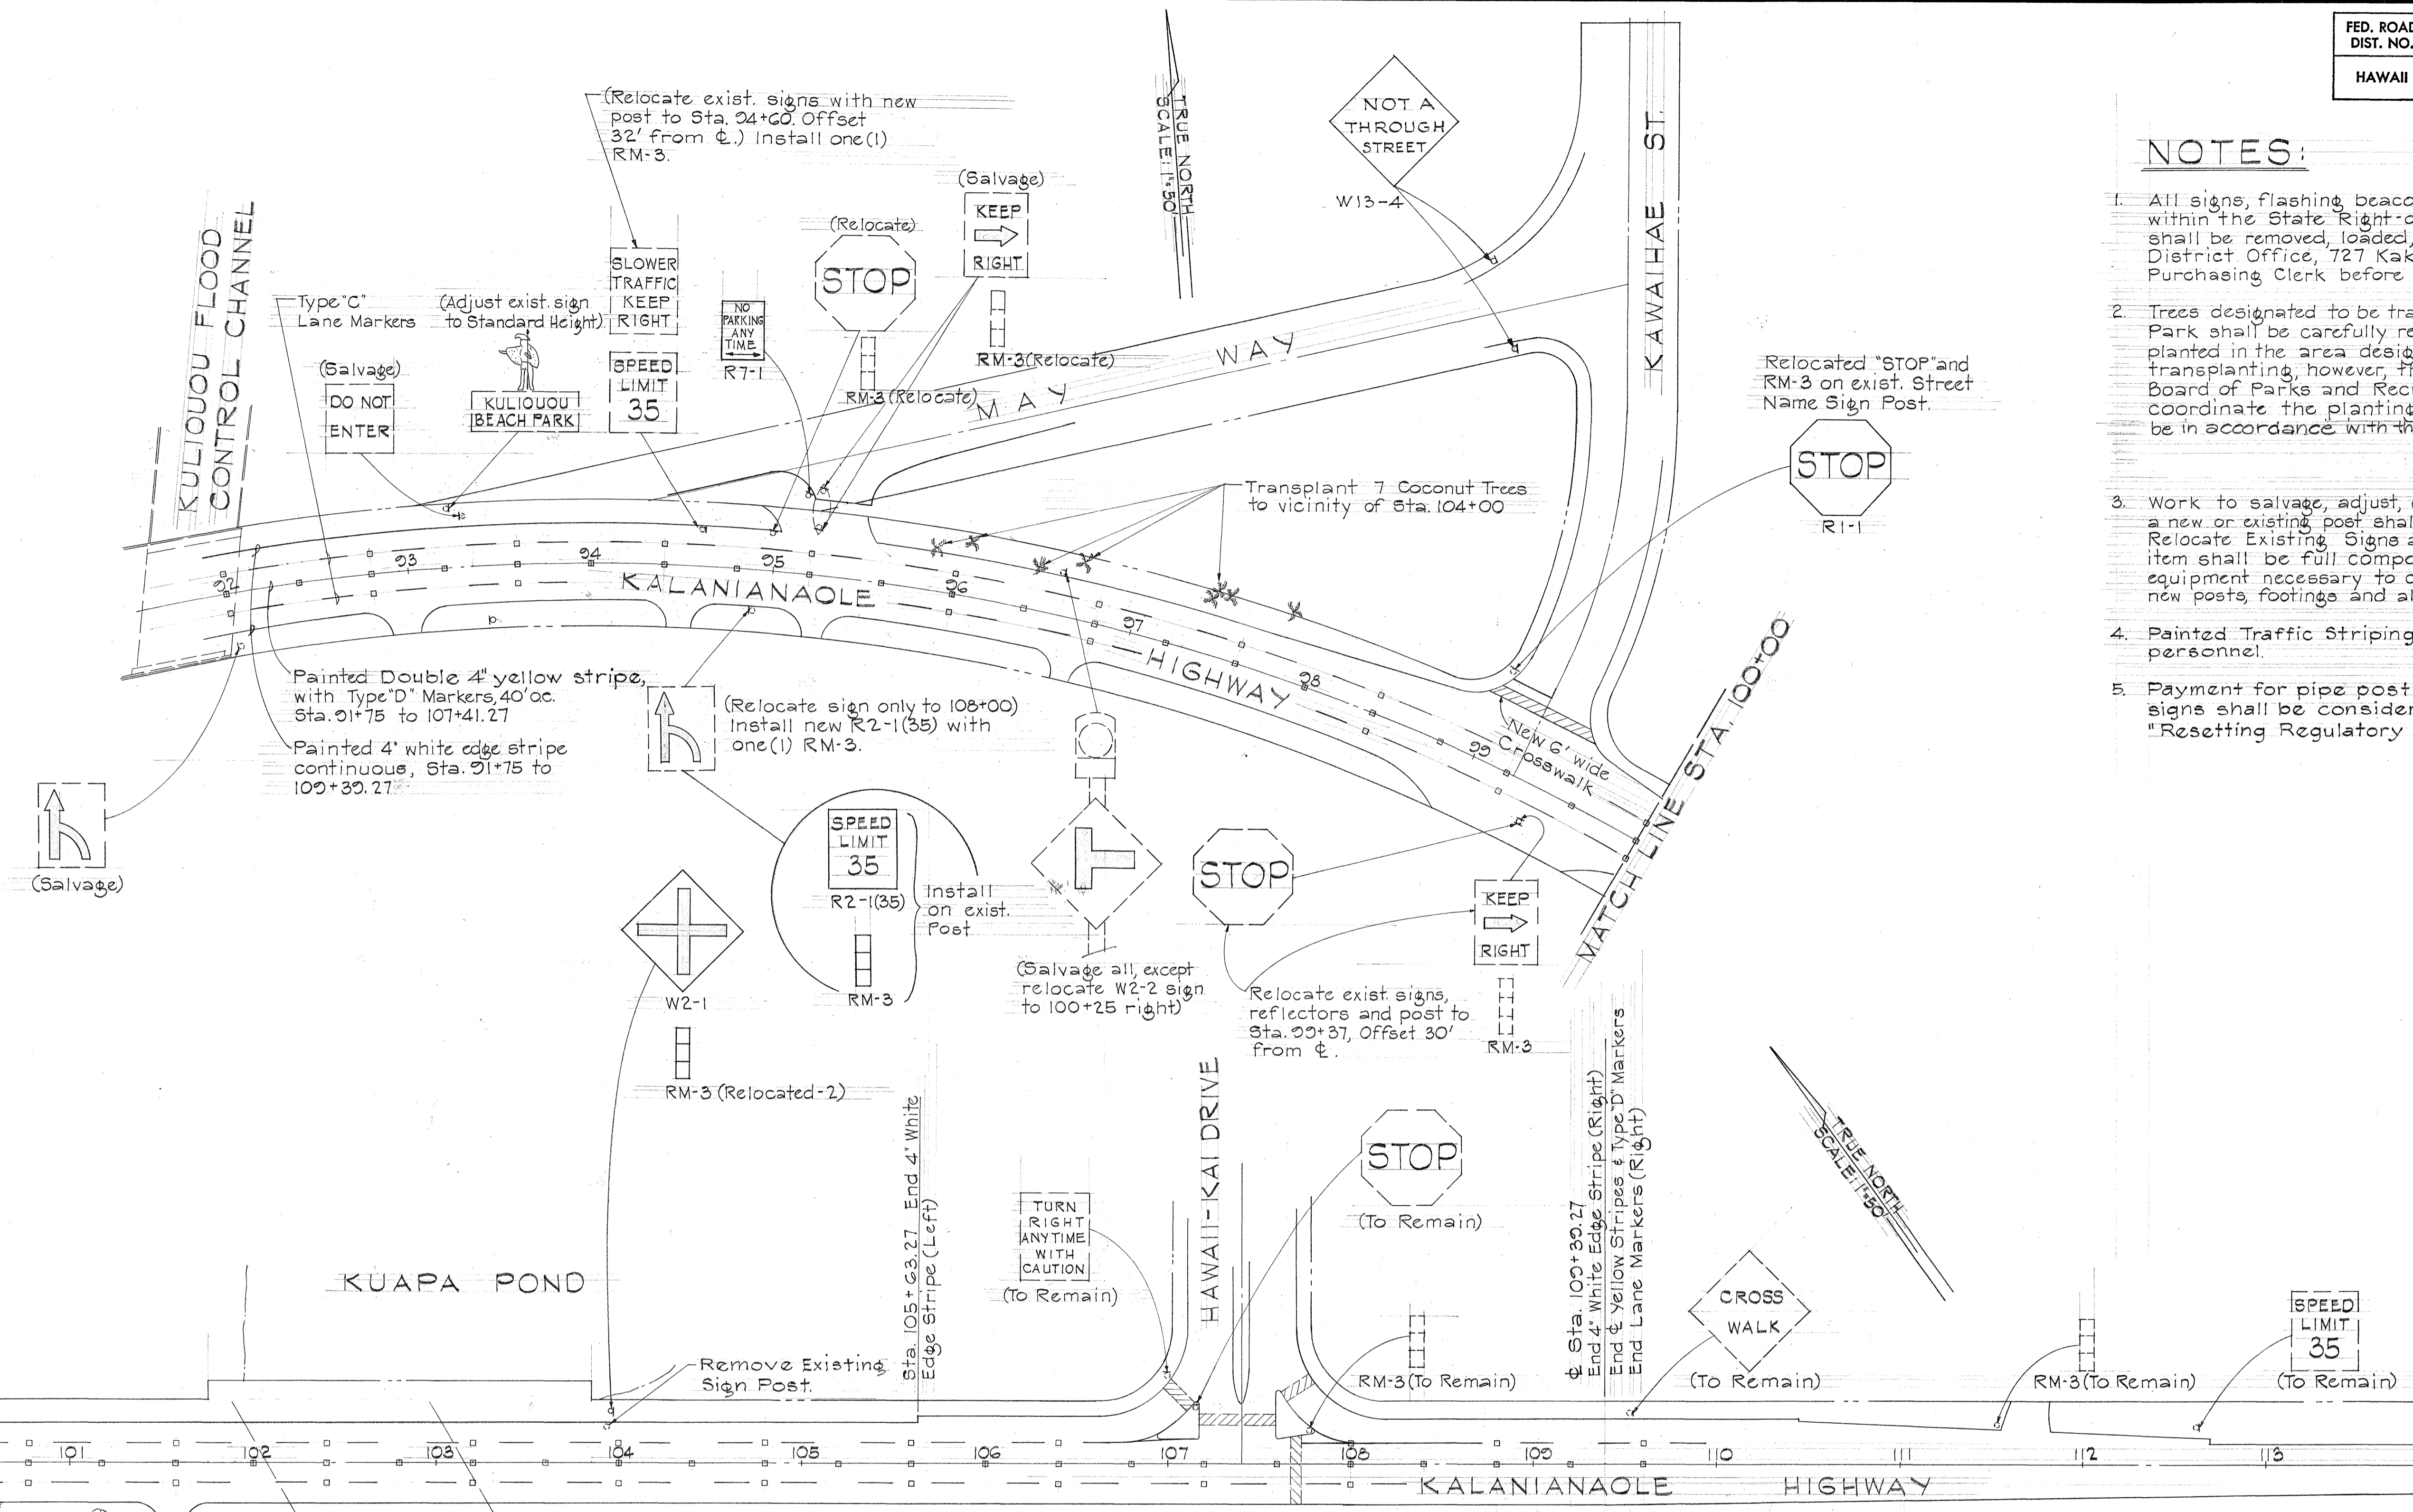 FED. ROAD
DIST. NO.
HAWAII
NOTES:
1. All signs, flashing
within the State
shall be removed, loaded,
District Office, 727
Purchasing Clerk before
2. Trees designated to be
Park shall be carefully
planted in the area
transplanting, however,
Board of Parks and
coordinate the planting
be in accordance with
3. Work to salvage, adjust,
a new or existing post
Relocate Existing Signs
item shall be full
equipment necessary to
new posts, footings and
4. Painted Traffic Striping
personnel.
5. Payment for pipe post
signs shall be
"Resetting Regulatory
(Relocate exist. signs with new
post to Sta. 94+60. Offset
32' from ℄.) Install one (1)
RM-3.
TRUE NORTH
SCALE: 1"=50'
NOT A
THROUGH
STREET
W13-4
KAWAIHAE ST.
KULIOUOU FLOOD
CONTROL CHANNEL
Type "C"
Lane Markers
(Salvage)
DO NOT
ENTER
(Adjust exist. sign
to Standard Height)
KULIOUOU
BEACH PARK
SLOWER
TRAFFIC
KEEP
RIGHT
SPEED
LIMIT
35
NO
PARKING
ANY
TIME
R7-1
(Relocate)
STOP
RM-3 (Relocate)
(Salvage)
KEEP
RIGHT
RM-3 (Relocate)
MAY WAY
Transplant 7 Coconut Trees
to vicinity of Sta. 104+00
Relocated "STOP" and
RM-3 on exist. Street
Name Sign Post.
STOP
R1-1
92
93
94
95
96
97
98
99
KALANIANAOLE
HIGHWAY
New 6' wide
Crosswalk
MATCH LINE STA. 100+00
Painted Double 4" yellow stripe,
with Type "D" Markers, 40' o.c.
Sta. 91+75 to 107+41.27
Painted 4" white edge stripe
continuous, Sta. 91+75 to
109+39.27
(Salvage)
(Relocate sign only to 108+00)
Install new R2-1(35) with
one (1) RM-3.
SPEED
LIMIT
35
R2-1(35)
RM-3
Install
on exist.
Post
W2-1
RM-3 (Relocated-2)
(Salvage all, except
relocate W2-2 sign
to 100+25 right)
STOP
KEEP
RIGHT
RM-3
Relocate exist. signs,
reflectors and post to
Sta. 99+37, Offset 30'
from ℄.
TRUE NORTH
SCALE: 1"=50'
KUAPA POND
Remove Existing
Sign Post.
Sta. 105+63.27 End 4" White
Edge Stripe (Left)
TURN
RIGHT
ANYTIME
WITH
CAUTION
(To Remain)
HAWAII-KAI DRIVE
STOP
(To Remain)
RM-3 (To Remain)
℄ Sta. 109+39.27
End 4" White Edge Stripe (Right)
End ℄ Yellow Stripes & Type "D" Markers
End Lane Markers (Right)
CROSS
WALK
(To Remain)
RM-3 (To Remain)
SPEED
LIMIT
35
(To Remain)
101
102
103
104
105
106
107
108
109
110
111
112
113
KALANIANAOLE HIGHWAY